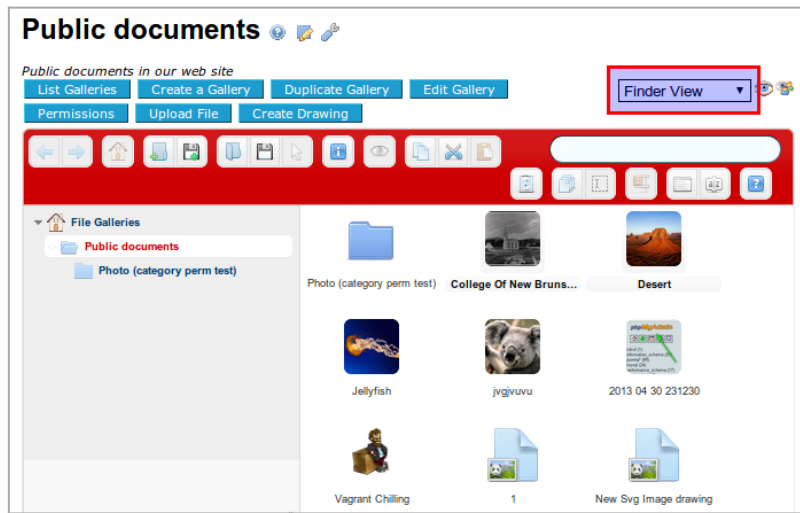 Public documents
Public documents in our web site
List Galleries Create a Gallery Duplicate Gallery Edit Gallery
Finder View
Permissions Upload File Create Drawing
File Galleries
Public documents
Photo (category perm test)
Photo (category perm test) College Of New Bruns... Desert
phpMyAdmin
Jellyfish jvgjvuvu 2013 04 30 231230
Vagrant Chilling 1 New Svg Image drawing